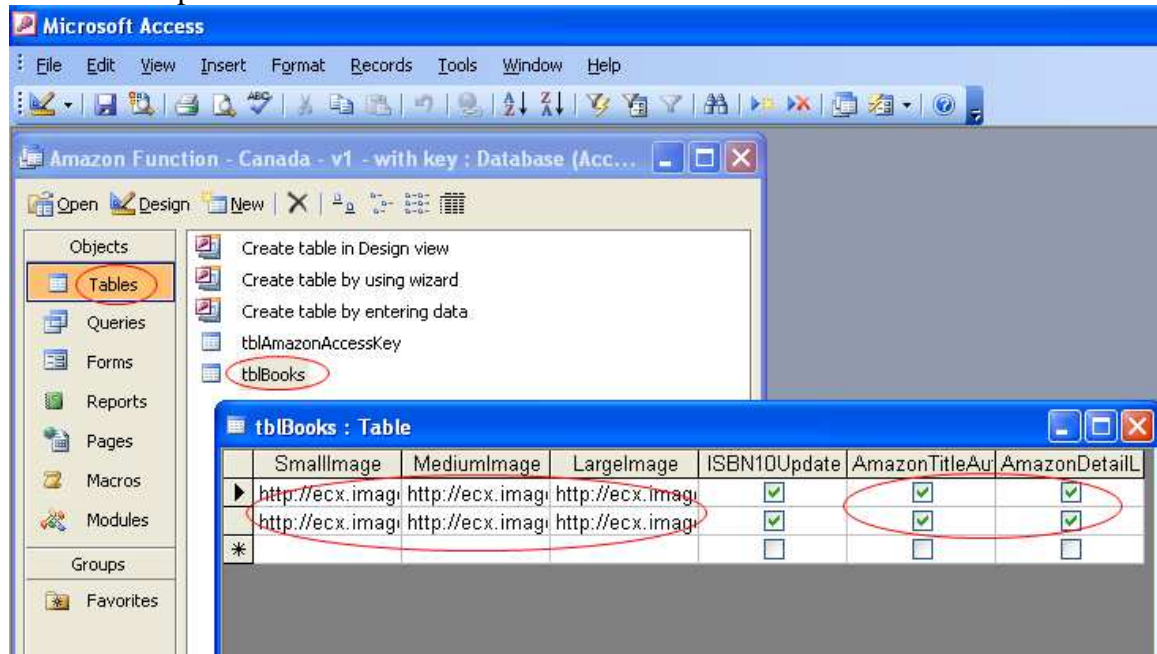 Microsoft Access
File Edit View Insert Format Records Tools Window Help
Amazon Function - Canada - v1 - with key : Database (Acc...
Open Design New
Objects
Tables
Queries
Forms
Reports
Pages
Macros
Modules
Groups
Favorites
Create table in Design view
Create table by using wizard
Create table by entering data
tblAmazonAccessKey
tblBooks
tblBooks : Table
SmallImage MediumImage LargeImage ISBN10Update AmazonTitleAu AmazonDetailL
http://ecx.imag http://ecx.imag http://ecx.imag
http://ecx.imag http://ecx.imag http://ecx.imag